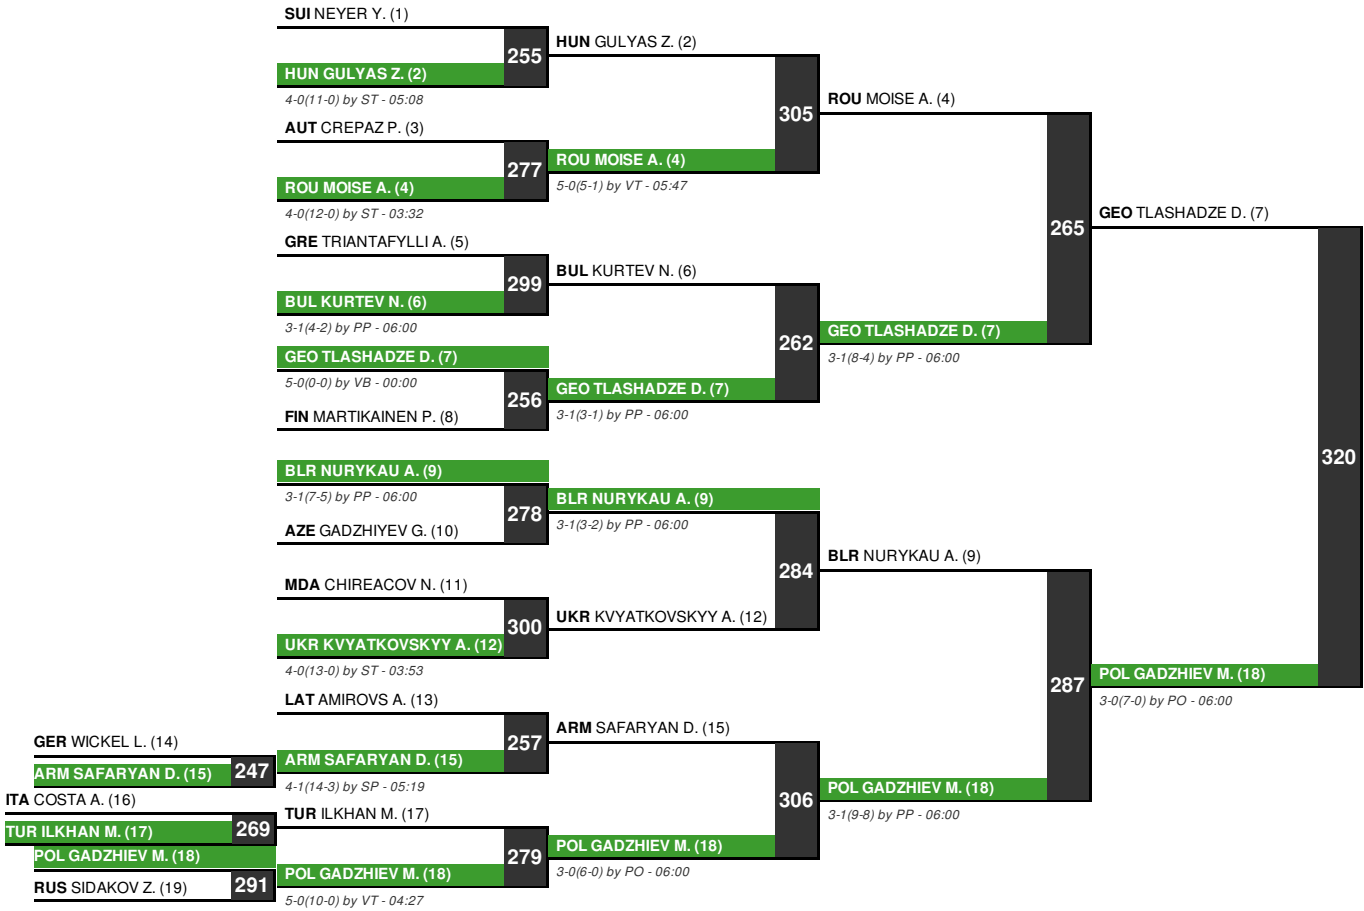 SUI NEYER Y. (1)
255
HUN GULYAS Z. (2)
HUN GULYAS Z. (2)
4-0(11-0) by ST - 05:08
305
ROU MOISE A. (4)
AUT CREPAZ P. (3)
277
ROU MOISE A. (4)
5-0(5-1) by VT - 05:47
ROU MOISE A. (4)
4-0(12-0) by ST - 03:32
265
GEO TLASHADZE D. (7)
GRE TRIANTAFYLLI A. (5)
299
BUL KURTEV N. (6)
BUL KURTEV N. (6)
3-1(4-2) by PP - 06:00
262
GEO TLASHADZE D. (7)
3-1(8-4) by PP - 06:00
GEO TLASHADZE D. (7)
5-0(0-0) by VB - 00:00
256
GEO TLASHADZE D. (7)
3-1(3-1) by PP - 06:00
FIN MARTIKAINEN P. (8)
320
BLR NURYKAU A. (9)
3-1(7-5) by PP - 06:00
278
BLR NURYKAU A. (9)
3-1(3-2) by PP - 06:00
AZE GADZHIYEV G. (10)
284
BLR NURYKAU A. (9)
MDA CHIREACOV N. (11)
300
UKR KVYATKOVSKYY A. (12)
UKR KVYATKOVSKYY A. (12)
4-0(13-0) by ST - 03:53
287
POL GADZHIEV M. (18)
3-0(7-0) by PO - 06:00
LAT AMIROVS A. (13)
257
ARM SAFARYAN D. (15)
GER WICKEL L. (14)
247
ARM SAFARYAN D. (15)
ARM SAFARYAN D. (15)
4-1(14-3) by SP - 05:19
306
POL GADZHIEV M. (18)
3-1(9-8) by PP - 06:00
ITA COSTA A. (16)
269
TUR ILKHAN M. (17)
TUR ILKHAN M. (17)
279
POL GADZHIEV M. (18)
3-0(6-0) by PO - 06:00
POL GADZHIEV M. (18)
291
POL GADZHIEV M. (18)
RUS SIDAKOV Z. (19)
5-0(10-0) by VT - 04:27